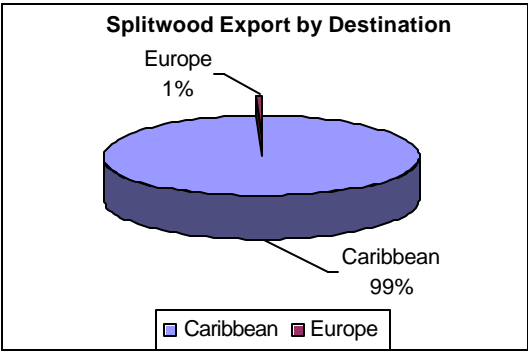 Splitwood Export by Destination
Europe
1%
Caribbean
99%
Caribbean Europe